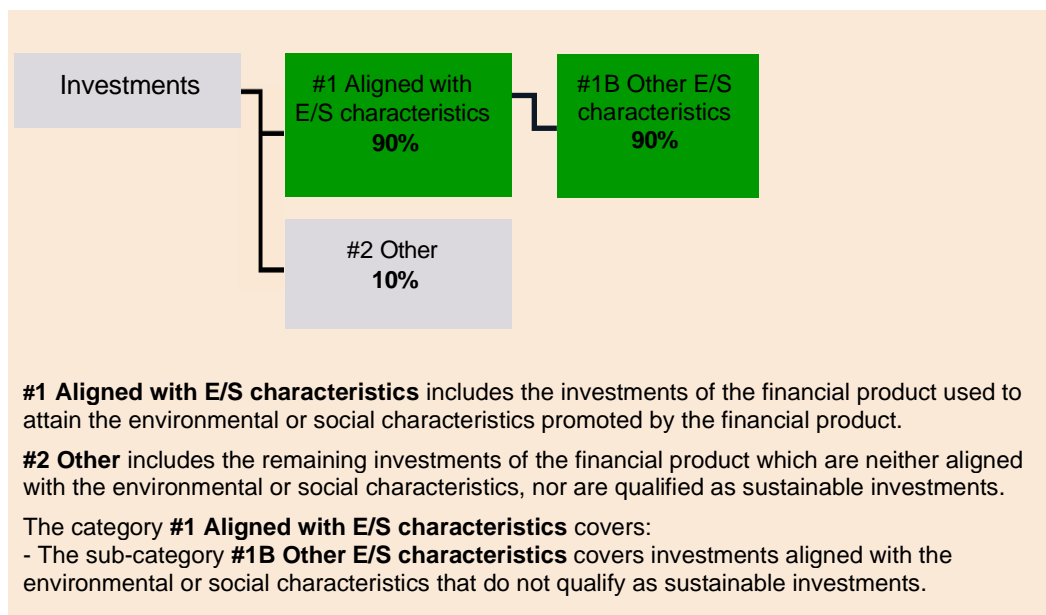 Investments
#1 Aligned with
E/S characteristics
90%
#1B Other E/S
characteristics
90%
#2 Other
10%
#1 Aligned with E/S characteristics includes the investments of the financial product used to
attain the environmental or social characteristics promoted by the financial product.
#2 Other includes the remaining investments of the financial product which are neither aligned
with the environmental or social characteristics, nor are qualified as sustainable investments.
The category #1 Aligned with E/S characteristics covers:
- The sub-category #1B Other E/S characteristics covers investments aligned with the
environmental or social characteristics that do not qualify as sustainable investments.